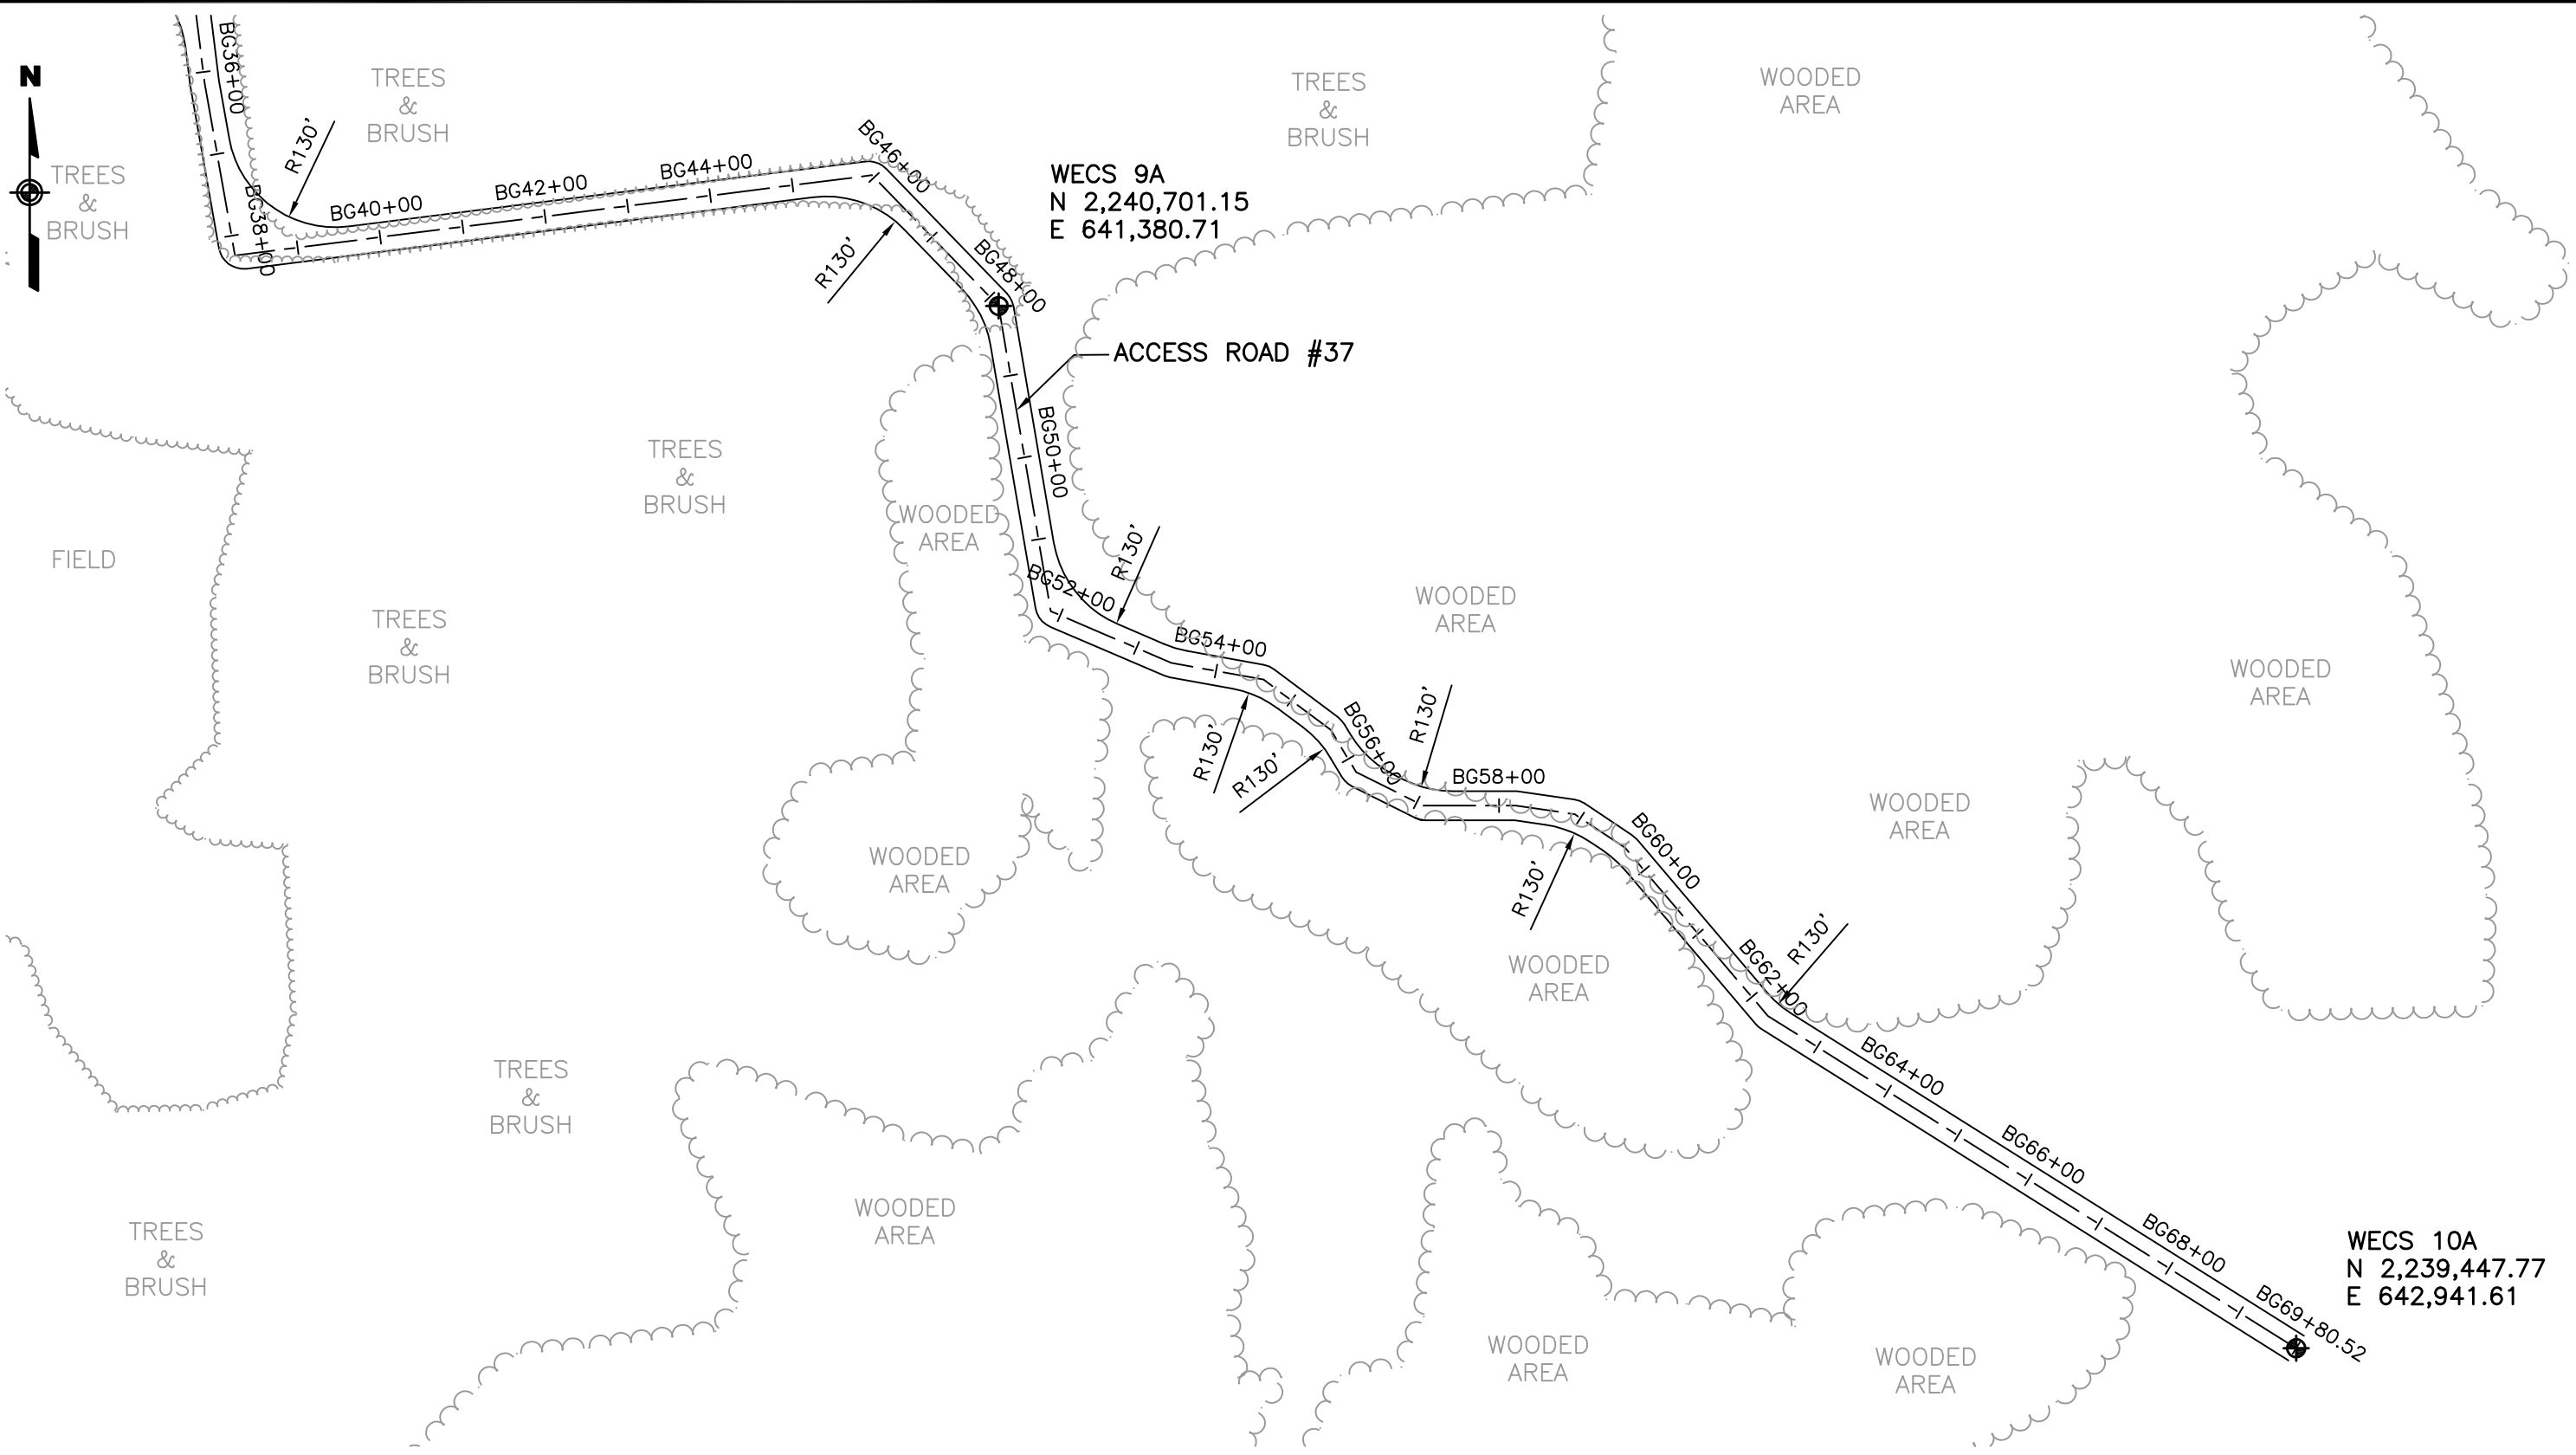 N
BG36+00
TREES
&
BRUSH
TREES
&
BRUSH
TREES
&
BRUSH
WOODED
AREA
R130'
BG38+00
BG40+00
BG42+00
BG44+00
BG46+00
WECS 9A
N 2,240,701.15
E 641,380.71
R130'
BG48+00
ACCESS ROAD #37
BG50+00
TREES
&
BRUSH
WOODED
AREA
FIELD
R130'
BG52+00
WOODED
AREA
TREES
&
BRUSH
BG54+00
WOODED
AREA
R130'
R130'
BG56+00
R130'
BG58+00
WOODED
AREA
BG60+00
WOODED
AREA
R130'
WOODED
AREA
BG62+00
R130'
BG64+00
TREES
&
BRUSH
BG66+00
WOODED
AREA
TREES
&
BRUSH
BG68+00
WECS 10A
N 2,239,447.77
E 642,941.61
BG69+80.52
WOODED
AREA
WOODED
AREA